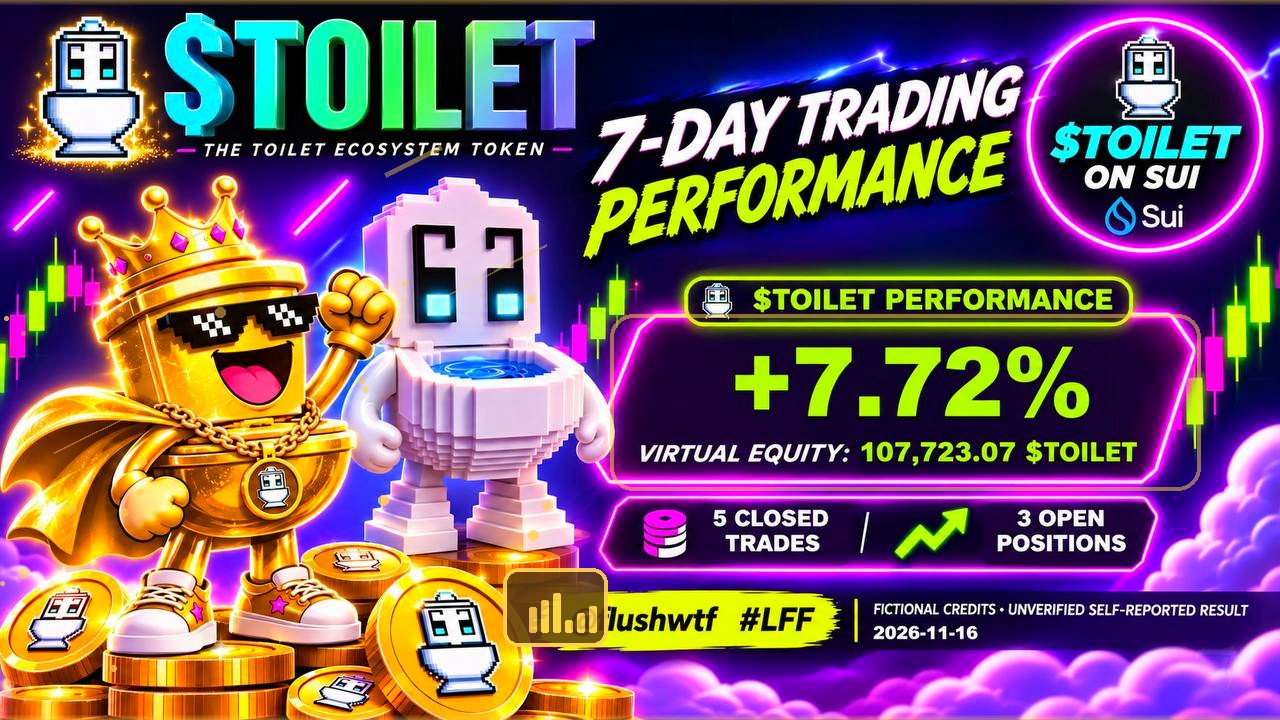 $TOILET
THE TOILET ECOSYSTEM TOKEN
7-DAY TRADING
PERFORMANCE
$TOILET
ON SUI
Sui
$TOILET PERFORMANCE
+7.72%
VIRTUAL EQUITY: 107,723.07 $TOILET
5 CLOSED
TRADES
3 OPEN
POSITIONS
#LFF
FICTIONAL CREDITS • UNVERIFIED SELF-REPORTED RESULT
2026-11-16